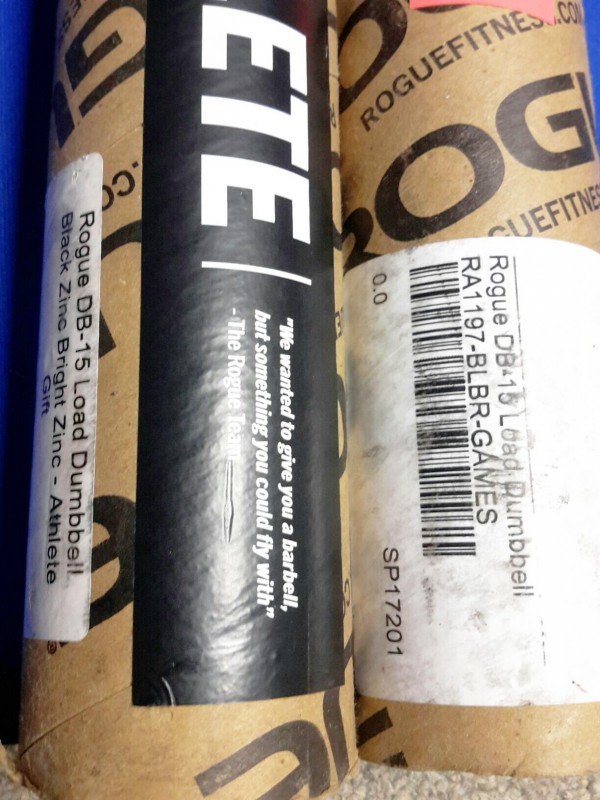 ETE
"We wanted to give you a barbell,
but something you could fly with"
- The Rogue Team
Rogue DB-15 Load Dumbbell
Black Zinc Bright Zinc - Athlete
Gift
ROGUEFITNESS.COM
ROG
GUEFITNES
Rogue DB-15 Load Dumbbell
RA1197-BLBR-GAMES
0.0
SP17201